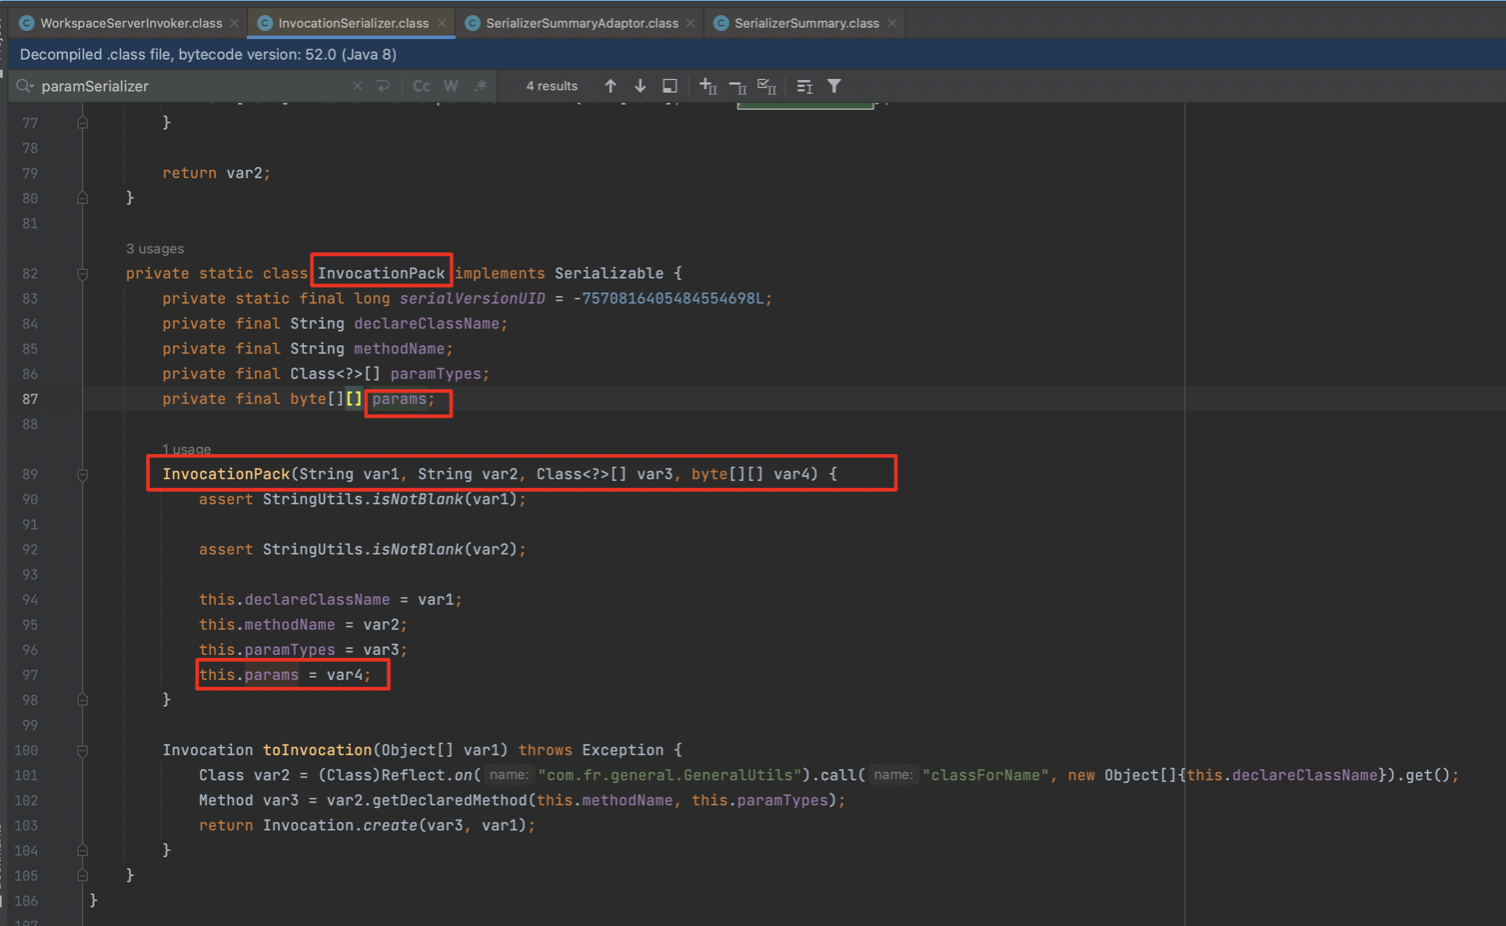 WorkspaceServerInvoker.class InvocationSerializer.class SerializerSummaryAdaptor.class SerializerSummary.class
Decompiled .class file, bytecode version: 52.0 (Java 8)
paramSerializer Cc W .* 4 results
77 }
78
79 return var2;
80 }
81
3 usages
82 private static class InvocationPack implements Serializable {
83 private static final long serialVersionUID = -7570816405484554698L;
84 private final String declareClassName;
85 private final String methodName;
86 private final Class<?>[] paramTypes;
87 private final byte[][] params;
88
1 usage
89 InvocationPack(String var1, String var2, Class<?>[] var3, byte[][] var4) {
90 assert StringUtils.isNotBlank(var1);
91
92 assert StringUtils.isNotBlank(var2);
93
94 this.declareClassName = var1;
95 this.methodName = var2;
96 this.paramTypes = var3;
97 this.params = var4;
98 }
99
100 Invocation toInvocation(Object[] var1) throws Exception {
101 Class var2 = (Class)Reflect.on( name: "com.fr.general.GeneralUtils").call( name: "classForName", new Object[]{this.declareClassName}).get();
102 Method var3 = var2.getDeclaredMethod(this.methodName, this.paramTypes);
103 return Invocation.create(var3, var1);
104 }
105 }
106 }
107